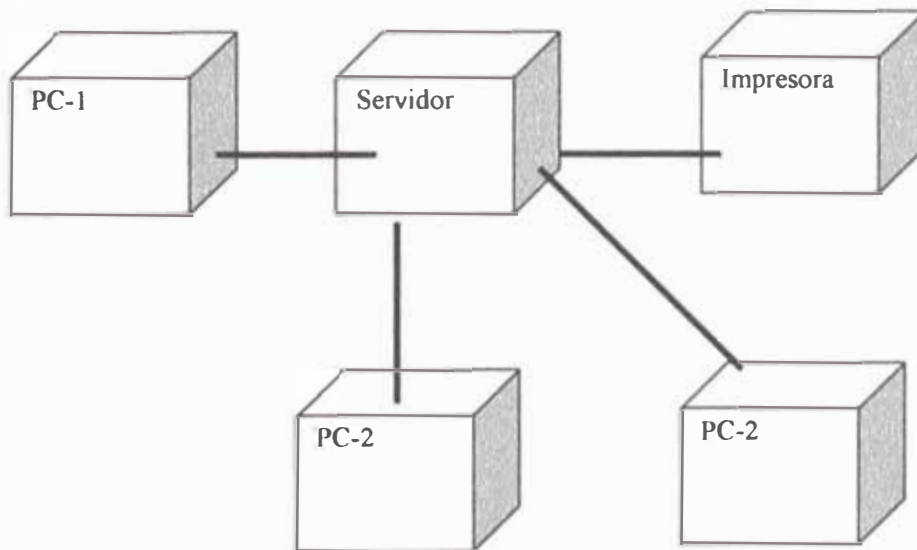 PC-1
Servidor
Impresora
PC-2
PC-2